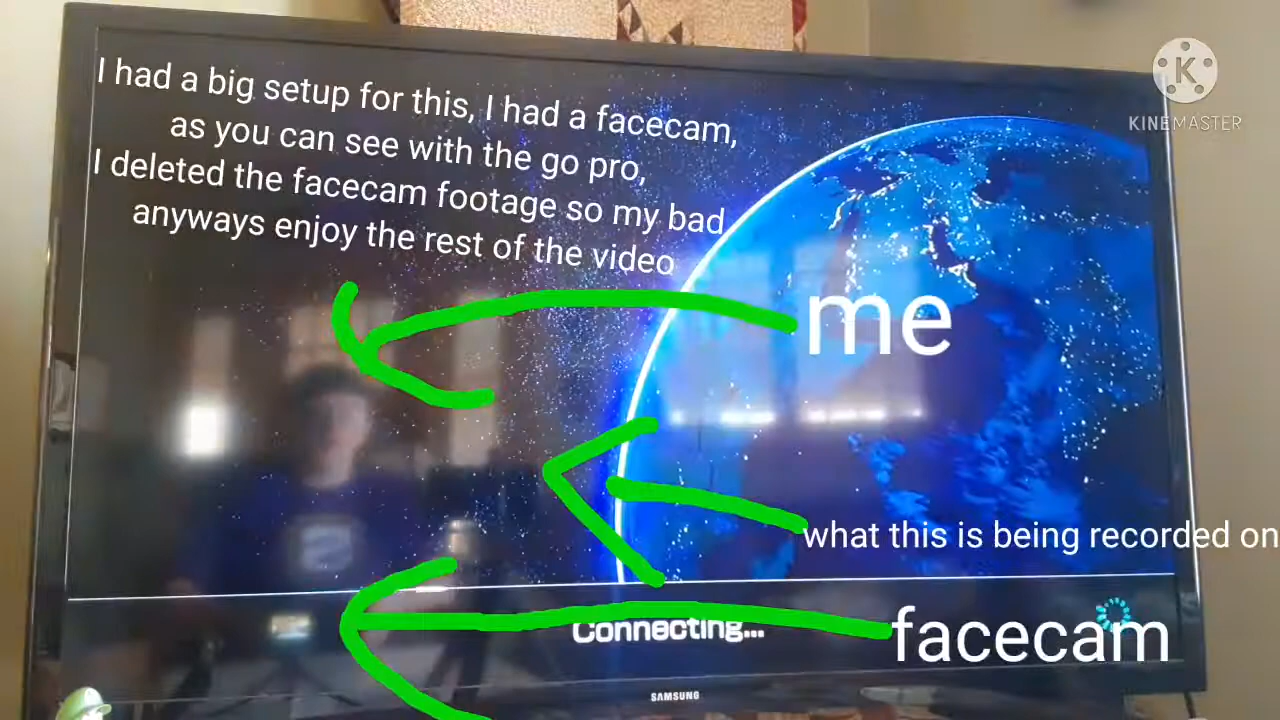 I had a big setup for this, I had a facecam,
as you can see with the go pro,
I deleted the facecam footage so my bad
anyways enjoy the rest of the video
KINEMASTER
me
what this is being recorded on
facecam
Connecting...
SAMSUNG